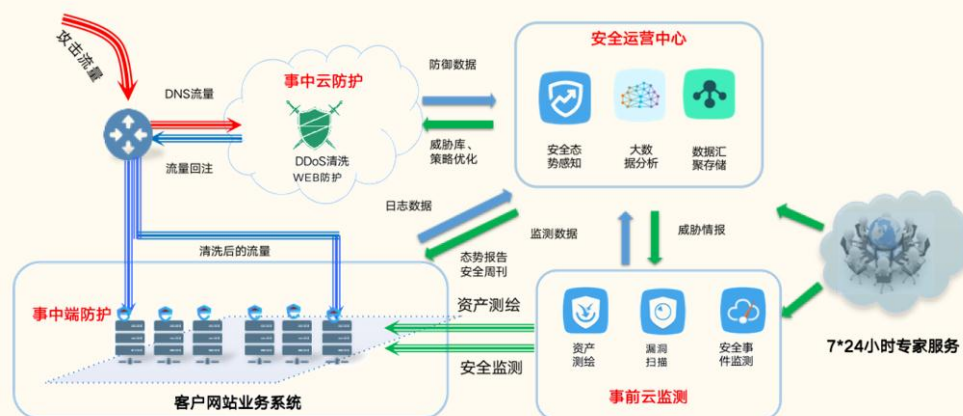 攻击流量
DNS流量
流量回注
事中云防护
DDoS清洗
WEB防护
防御数据
威胁库、
策略优化
安全运营中心
安全态
势感知
大数
据分析
数据汇
聚存储
日志数据
态势报告
安全周刊
监测数据
威胁情报
清洗后的流量
事中端防护
客户网站业务系统
资产测绘
安全监测
资产
测绘
漏洞
扫描
安全事
件监测
事前云监测
7*24小时专家服务